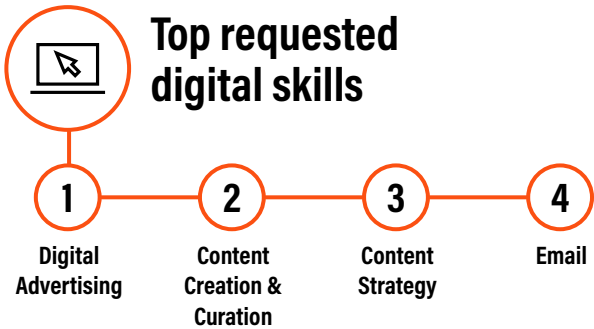 Top requested
digital skills
1
2
3
4
Digital
Advertising
Content
Creation &
Curation
Content
Strategy
Email